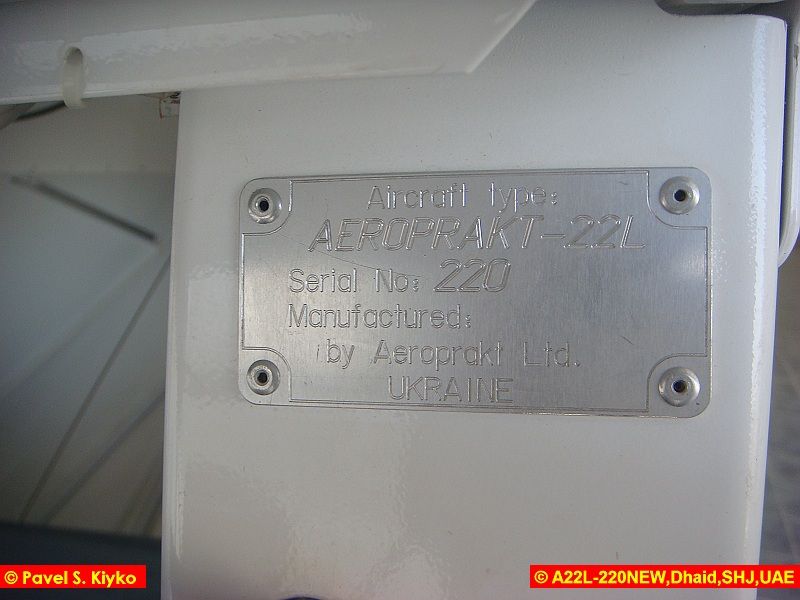 Aircraft type:
AEROPRAKT-22L
Serial No: 220
Manufactured:
by Aeroprakt Ltd.
UKRAINE
© Pavel S. Klyko
© A22L-220NEW,Dhaid,SHJ,UAE